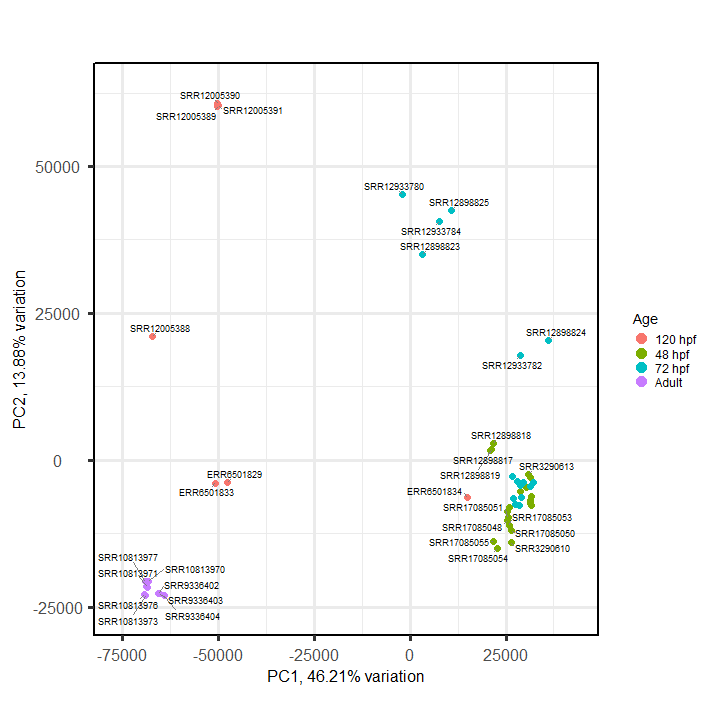 SRR12005390
SRR12005391
SRR12005389
SRR12933780
SRR12898825
SRR12933784
SRR12898823
SRR12005388
SRR12898824
SRR12933782
SRR12898818
SRR12898817
SRR3290613
SRR12898819
ERR6501829
ERR6501833
ERR6501834
SRR17085051
SRR17085053
SRR17085048
SRR17085050
SRR17085055
SRR3290610
SRR17085054
SRR10813977
SRR10813971
SRR10813970
SRR9336402
SRR10813976
SRR9336403
SRR10813973
SRR9336404
50000
25000
0
-25000
-75000
-50000
-25000
0
25000
PC1, 46.21% variation
PC2, 13.88% variation
Age
120 hpf
48 hpf
72 hpf
Adult